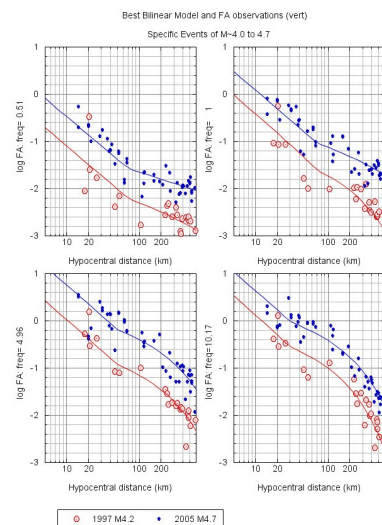 Best Bilinear Model and FA observations (vert)
Specific Events of M~4.0 to 4.7
log FA, freq= 0.51
1
0
-1
-2
-3
10 20 100 200
Hypocentral distance (km)
log FA, freq= 1
1
0
-1
-2
-3
10 20 100 200
Hypocentral distance (km)
log FA, freq= 4.96
1
0
-1
-2
-3
10 20 100 200
Hypocentral distance (km)
log FA, freq=10.17
1
0
-1
-2
-3
10 20 100 200
Hypocentral distance (km)
1997 M4.2 2005 M4.7